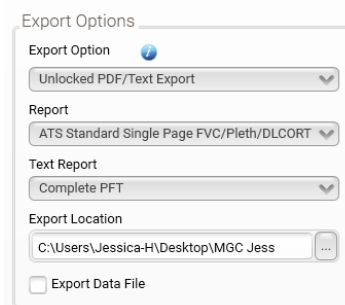 Export Options
Export Option
Unlocked PDF/Text Export
Report
ATS Standard Single Page FVC/Pleth/DLCORT
Text Report
Complete PFT
Export Location
C:\Users\Jessica-H\Desktop\MGC Jess
...
Export Data File